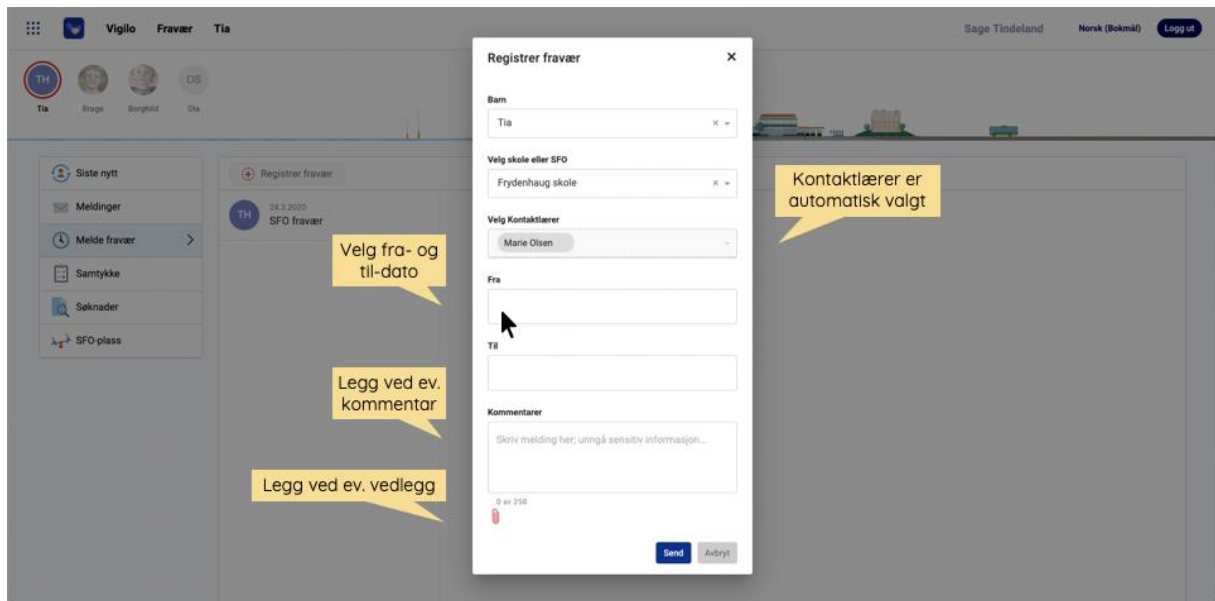 Vigilo Fravær Tia
Sage Tindeland Norsk (Bokmål) Logg ut
TH OS
Tia Brage Borghild Ola
Registrer fravær
Barn
Tia
Velg skole eller SFO
Frydenhaug skole
Velg Kontaktlærer
Marie Olsen
Fra
Til
Kommentarer
Skriv melding her; unngå sensitiv informasjon...
0 av 250
Send Avbryt
Siste nytt
Meldinger
Melde fravær
Samtykke
Søknader
SFO-plass
Registrer fravær
TH
24.3.2020
SFO fravær
Velg fra- og
til-dato
Legg ved ev.
kommentar
Legg ved ev. vedlegg
Kontaktlærer er
automatisk valgt